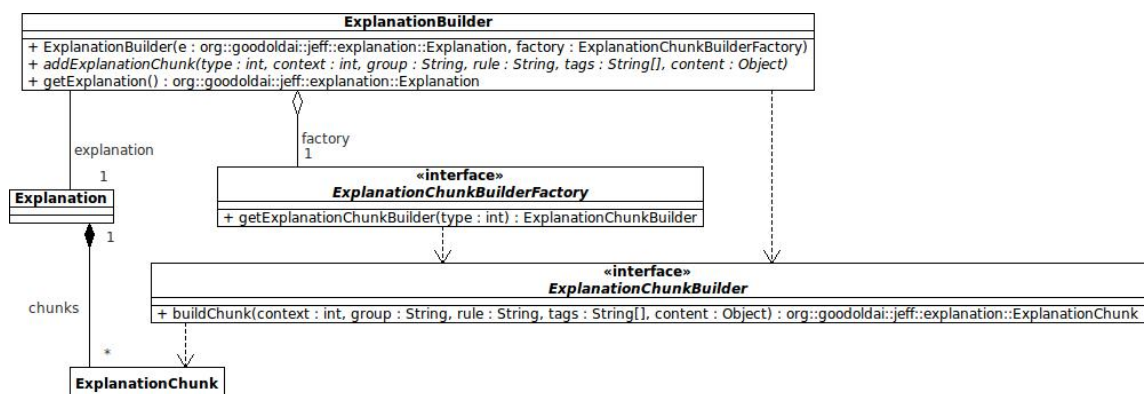 ExplanationBuilder
+ ExplanationBuilder(e : org::goodoldai::jeff::explanation::Explanation, factory : ExplanationChunkBuilderFactory)
+ addExplanationChunk(type : int, context : int, group : String, rule : String, tags : String[], content : Object)
+ getExplanation() : org::goodoldai::jeff::explanation::Explanation
factory
1
explanation
1
«interface»
ExplanationChunkBuilderFactory
+ getExplanationChunkBuilder(type : int) : ExplanationChunkBuilder
Explanation
1
«interface»
ExplanationChunkBuilder
+ buildChunk(context : int, group : String, rule : String, tags : String[], content : Object) : org::goodoldai::jeff::explanation::ExplanationChunk
chunks
*
ExplanationChunk